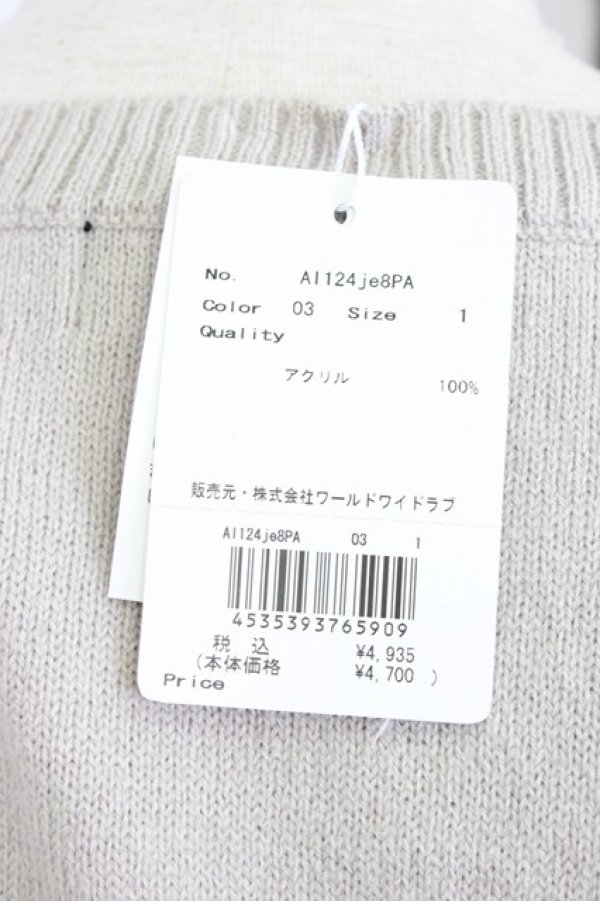 No. AI124je8PA
Color 03 Size 1
Quality
アクリル 100%
販売元・株式会社ワールドワイドラブ
AI124je8PA 03 1
4535393765909
税 込 ¥4,935
(本体価格 ¥4,700 )
Price